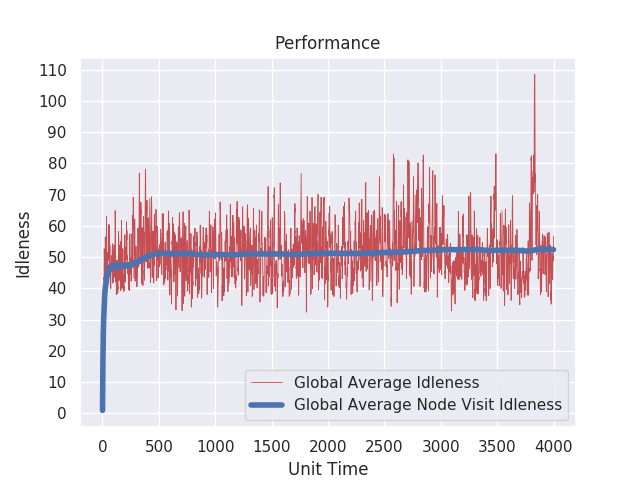 Performance
110
100
90
80
70
60
50
40
30
20
10
0
Idleness
Global Average Idleness
Global Average Node Visit Idleness
0 500 1000 1500 2000 2500 3000 3500 4000
Unit Time